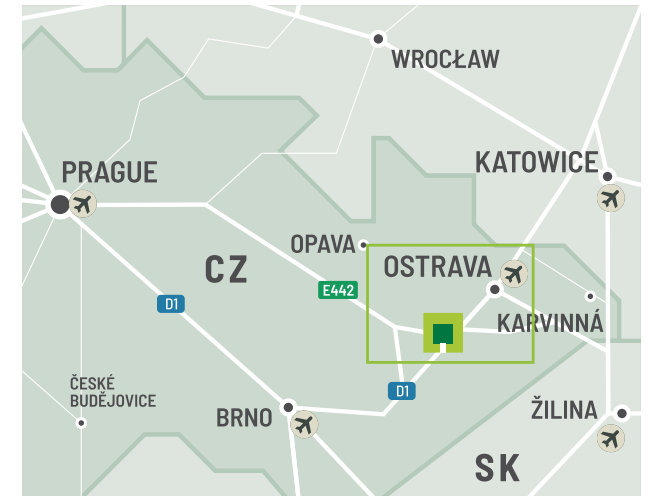 WROCŁAW
KATOWICE
PRAGUE
OPAVA
OSTRAVA
CZ
E442
D1
KARVINNÁ
ČESKÉ
BUDĚJOVICE
D1
BRNO
ŽILINA
SK